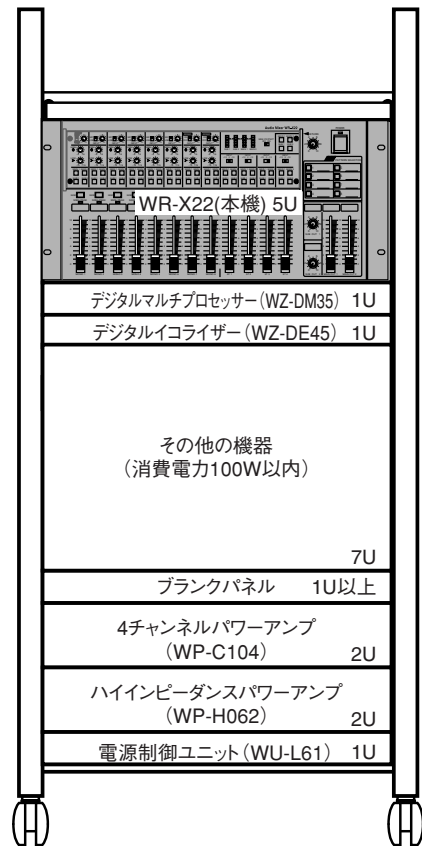 WR-X22(本機) 5U
デジタルマルチプロセッサー(WZ-DM35) 1U
デジタルイコライザー(WZ-DE45) 1U
その他の機器
(消費電力100W以内)
7U
ブランクパネル 1U以上
4チャンネルパワーアンプ
(WP-C104) 2U
ハイインピーダンスパワーアンプ
(WP-H062) 2U
電源制御ユニット(WU-L61) 1U